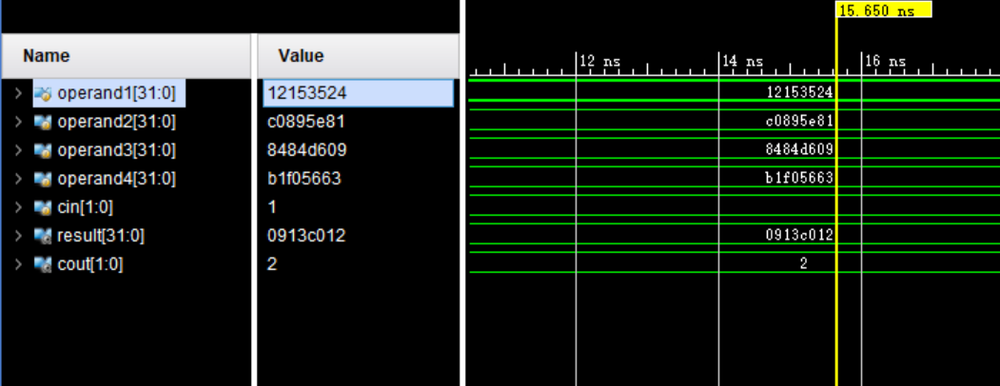 15.650 ns
Name Value 12 ns 14 ns 16 ns
operand1[31:0] 12153524 12153524
operand2[31:0] c0895e81 c0895e81
operand3[31:0] 8484d609 8484d609
operand4[31:0] b1f05663 b1f05663
cin[1:0] 1
result[31:0] 0913c012 0913c012
cout[1:0] 2 2